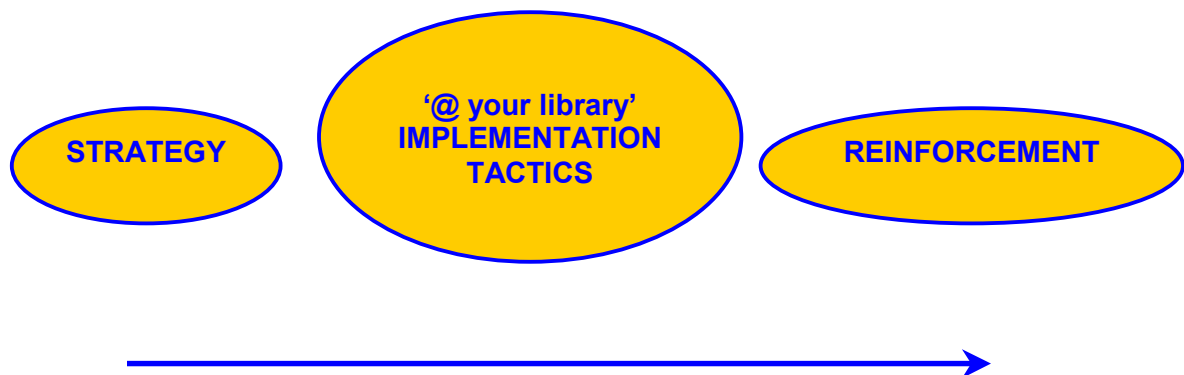 STRATEGY
‘@ your library’
IMPLEMENTATION
TACTICS
REINFORCEMENT